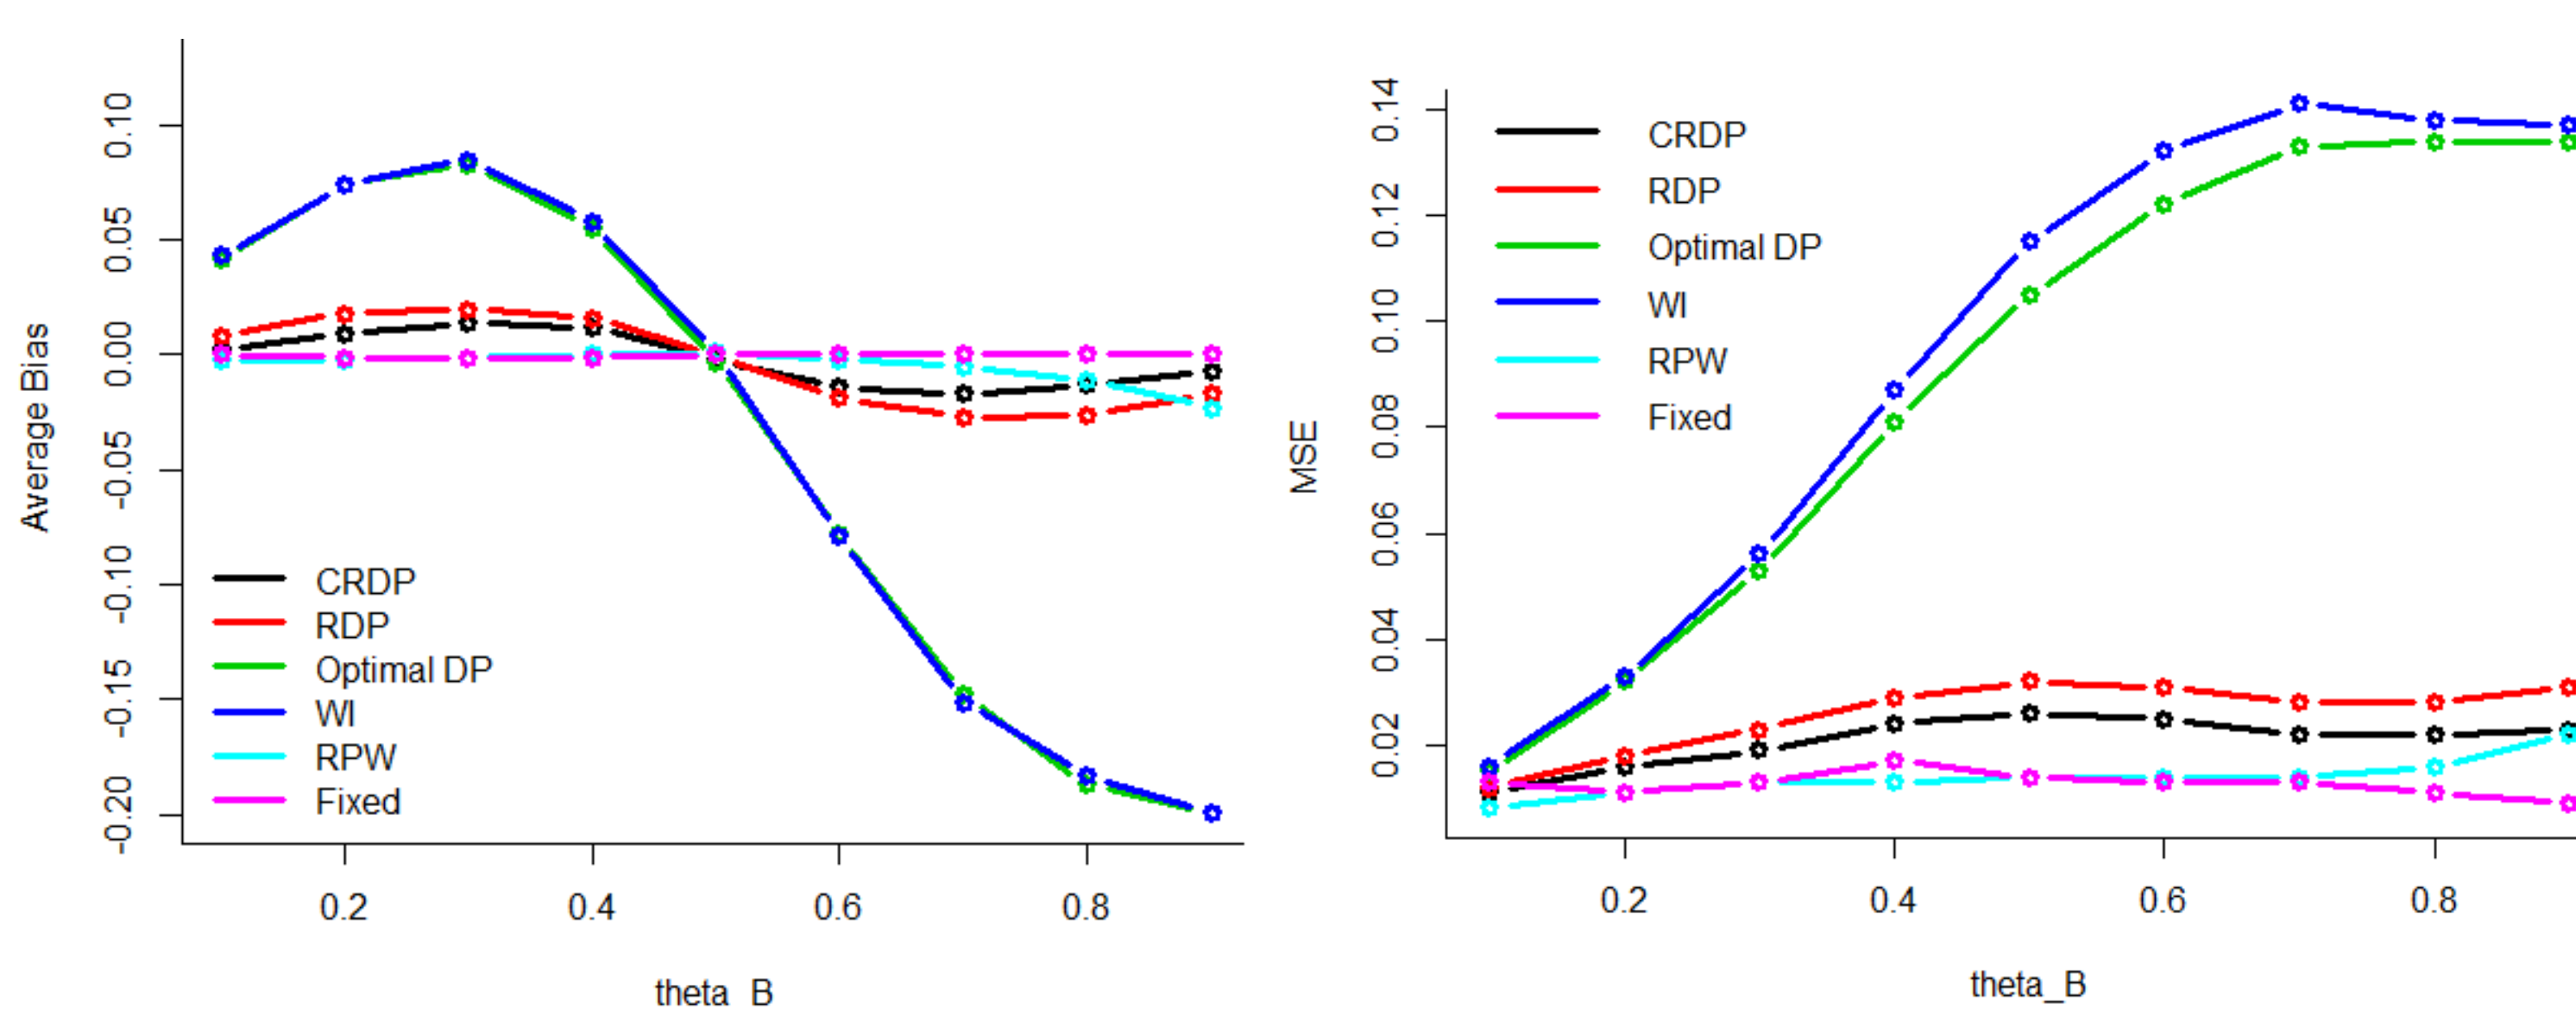 Average Bias
0.10
0.05
0.00
-0.05
-0.10
-0.15
-0.20
CRDP
RDP
Optimal DP
WI
RPW
Fixed
0.2 0.4 0.6 0.8
theta_B
MSE
0.14
0.12
0.10
0.08
0.06
0.04
0.02
CRDP
RDP
Optimal DP
WI
RPW
Fixed
0.2 0.4 0.6 0.8
theta_B